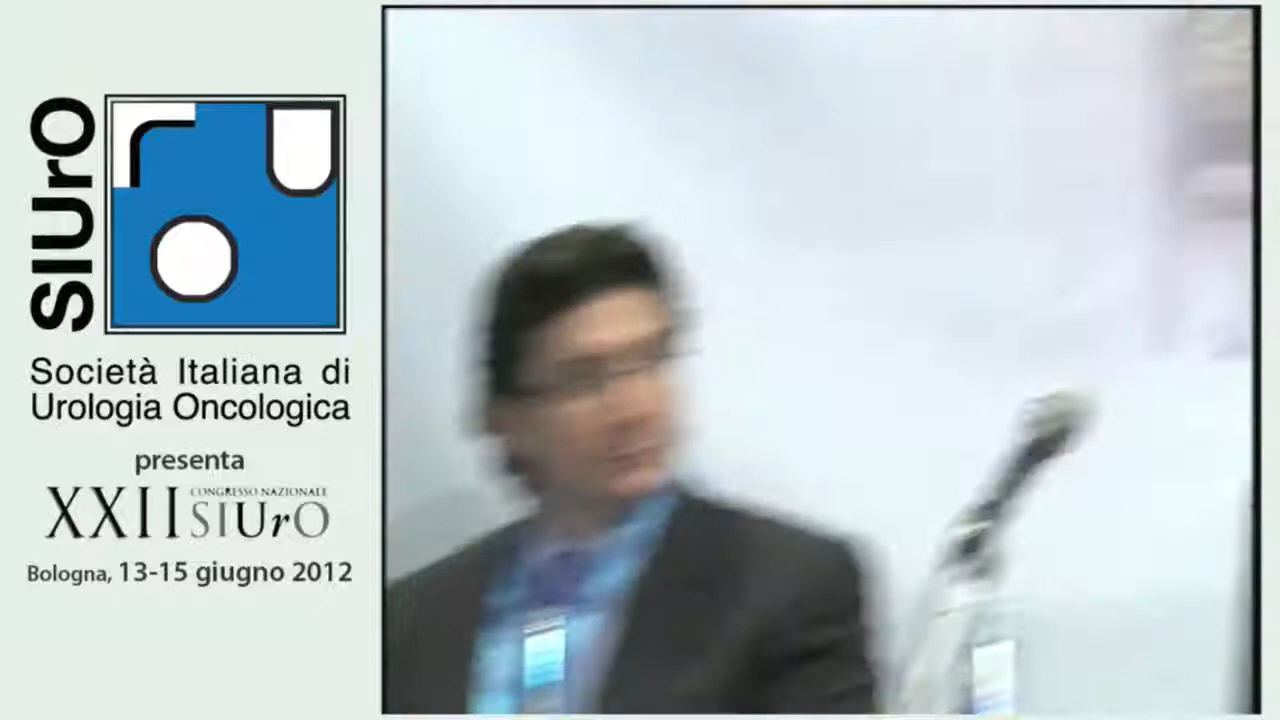 SIUrO
Società Italiana di
Urologia Oncologica
presenta
XXII CONGRESSO NAZIONALE
SIUrO
Bologna, 13-15 giugno 2012